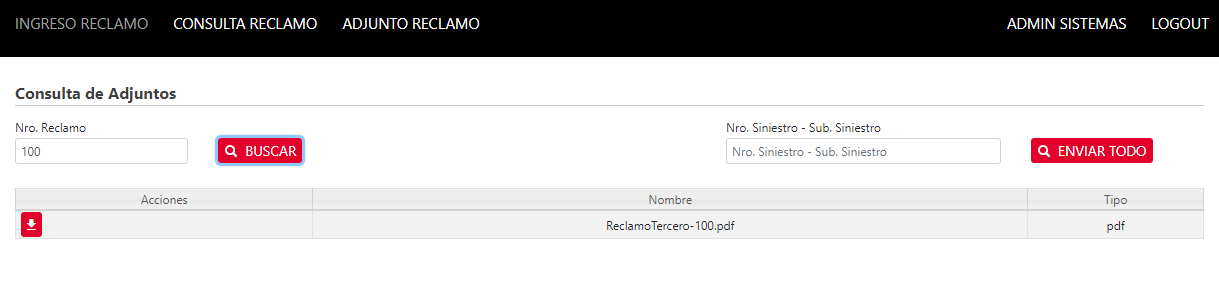 INGRESO RECLAMO CONSULTA RECLAMO ADJUNTO RECLAMO ADMIN SISTEMAS LOGOUT
Consulta de Adjuntos
Nro. Reclamo Nro. Siniestro - Sub. Siniestro
100 BUSCAR Nro. Siniestro - Sub. Siniestro ENVIAR TODO
Acciones Nombre Tipo
ReclamoTercero-100.pdf pdf